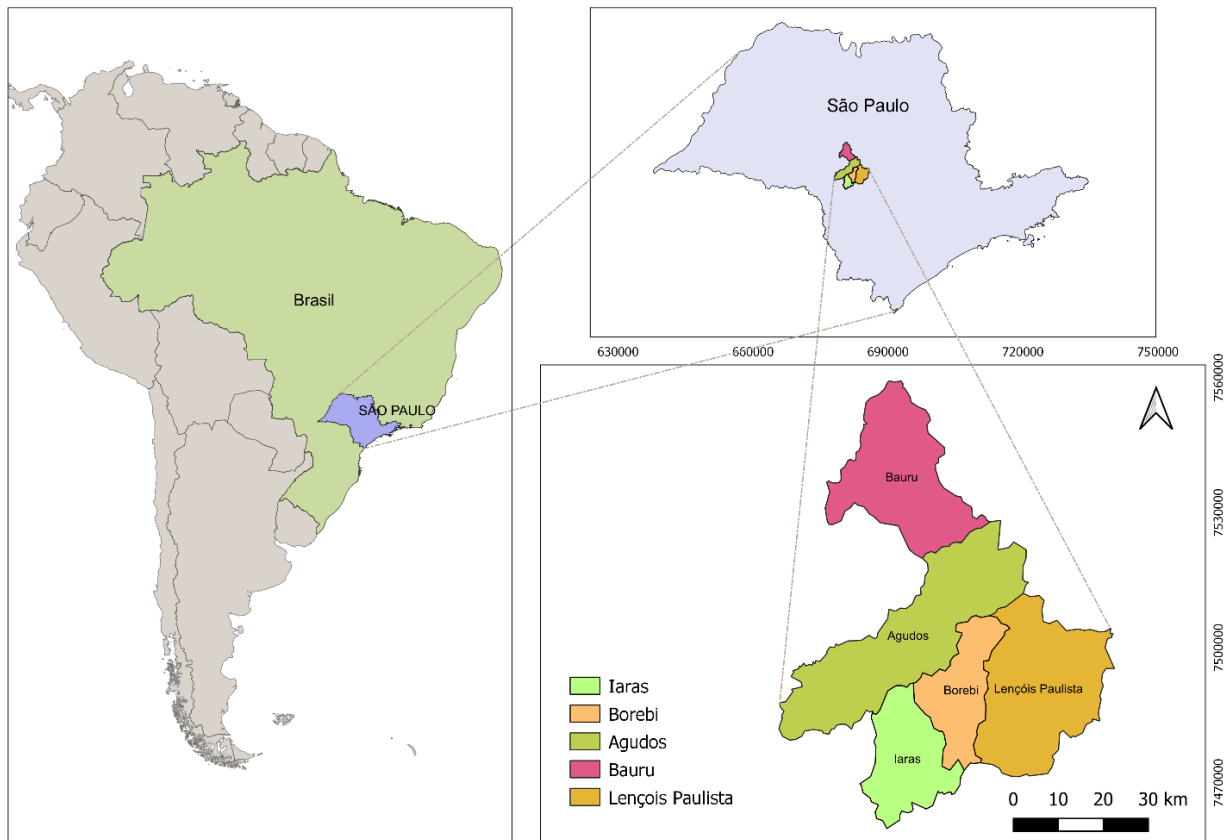 Brasil
SÃO PAULO
São Paulo
630000
660000
690000
720000
750000
7560000
7530000
7500000
7470000
Bauru
Agudos
Borebi
Lençóis Paulista
Iaras
Iaras
Borebi
Agudos
Bauru
Lençois Paulista
0 10 20 30 km